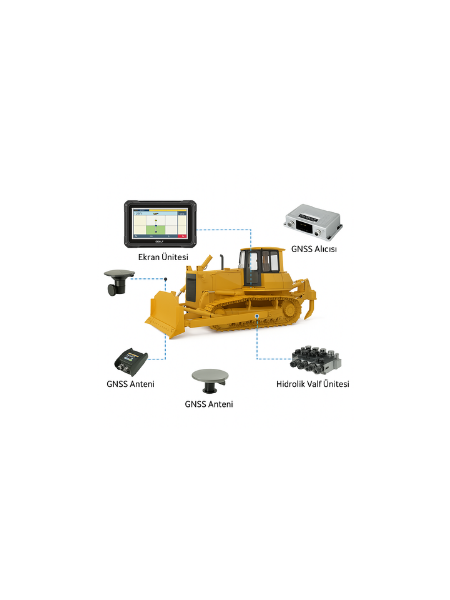 GNSS Alıcısı
Ekran Ünitesi
GNSS Anteni
Hidrolik Valf Ünitesi
GNSS Anteni